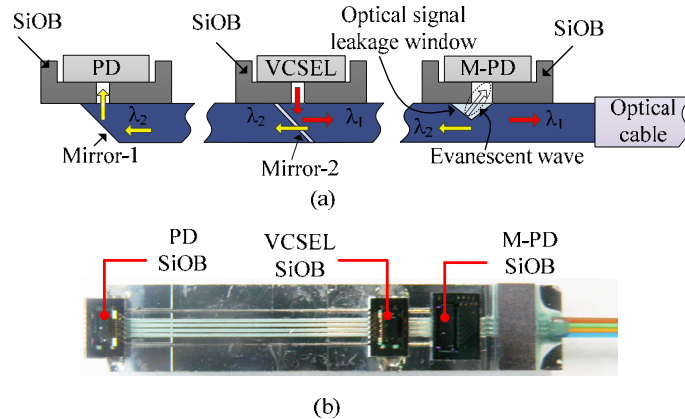 SiOB
PD
λ2
λ2
Mirror-1
(a)
SiOB
VCSEL
λ2
λ1
Mirror-2
Optical signal
leakage window
SiOB
M-PD
λ2
λ1
Evanescent wave
Optical
cable
PD
SiOB
VCSEL
SiOB
M-PD
SiOB
(b)